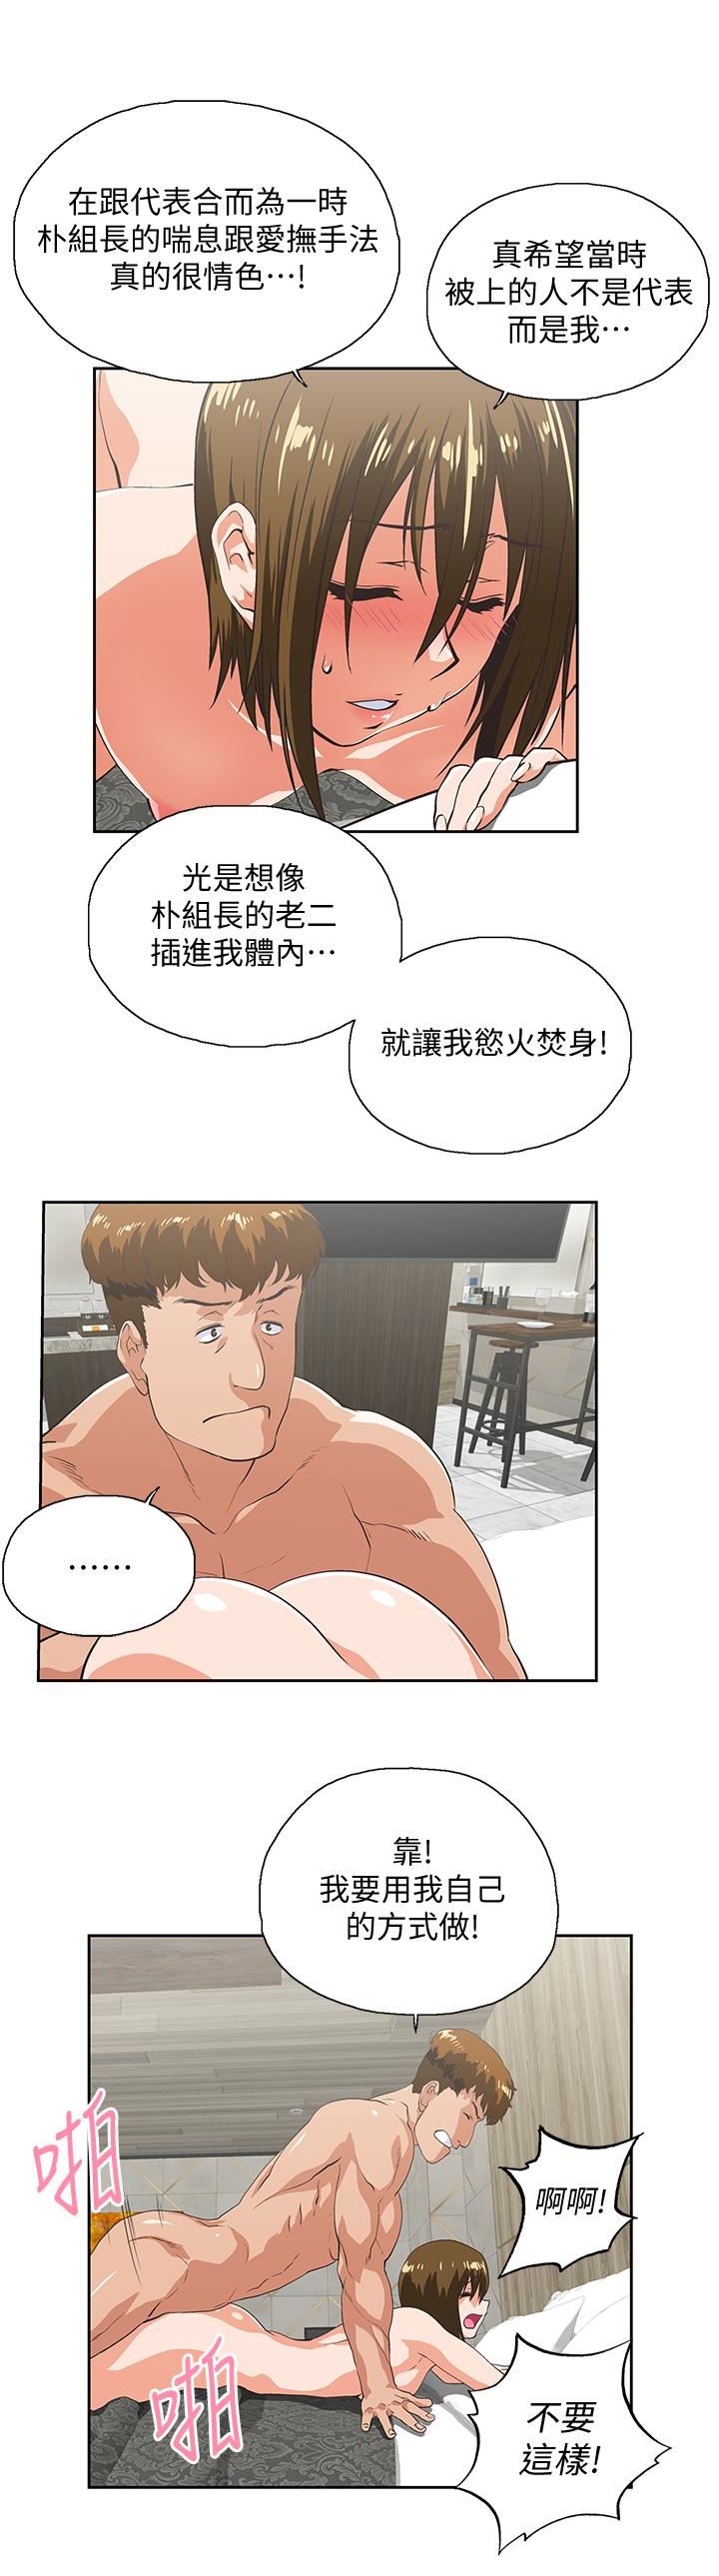 在跟代表合而為一時
朴組長的喘息跟愛撫手法
真的很情色⋯!
真希望當時
被上的人不是代表
而是我⋯
光是想像
朴組長的老二
插進我體內⋯
就讓我慾火焚身!
⋯⋯
靠!
我要用我自己
的方式做!
啪
啊啊!
啪
不要
這樣!